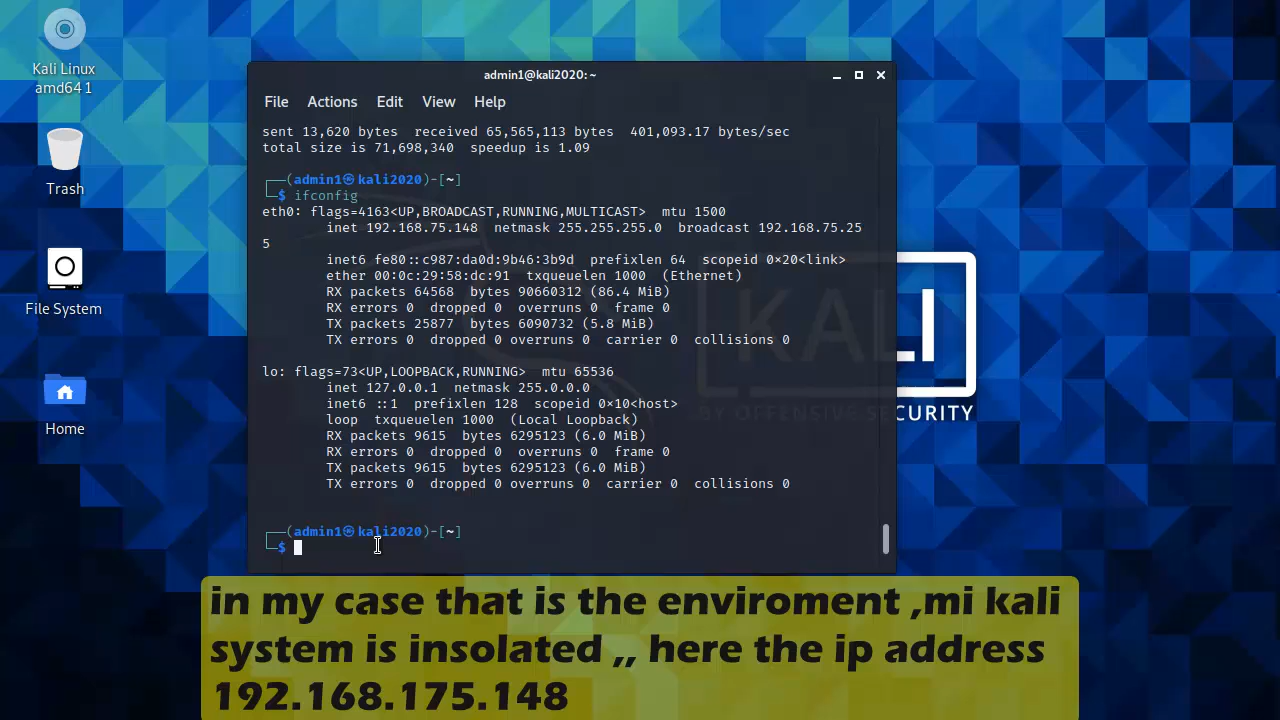 Kali Linux
amd64 1
Trash
File System
Home
admin1@kali2020: ~
File Actions Edit View Help
sent 13,620 bytes  received 65,565,113 bytes  401,093.17 bytes/sec
total size is 71,698,340  speedup is 1.09
┌──(admin1㉿kali2020)-[~]
└─$ ifconfig
eth0: flags=4163<UP,BROADCAST,RUNNING,MULTICAST>  mtu 1500
inet 192.168.75.148  netmask 255.255.255.0  broadcast 192.168.75.25
5
inet6 fe80::c987:da0d:9b46:3b9d  prefixlen 64  scopeid 0×20<link>
ether 00:0c:29:58:dc:91  txqueuelen 1000  (Ethernet)
RX packets 64568  bytes 90660312 (86.4 MiB)
RX errors 0  dropped 0  overruns 0  frame 0
TX packets 25877  bytes 6090732 (5.8 MiB)
TX errors 0  dropped 0 overruns 0  carrier 0  collisions 0
lo: flags=73<UP,LOOPBACK,RUNNING>  mtu 65536
inet 127.0.0.1  netmask 255.0.0.0
inet6 ::1  prefixlen 128  scopeid 0×10<host>
loop  txqueuelen 1000  (Local Loopback)
RX packets 9615  bytes 6295123 (6.0 MiB)
RX errors 0  dropped 0  overruns 0  frame 0
TX packets 9615  bytes 6295123 (6.0 MiB)
TX errors 0  dropped 0 overruns 0  carrier 0  collisions 0
┌──(admin1㉿kali2020)-[~]
└─$
KALI
BY OFFENSIVE SECURITY
in my case that is the enviroment ,mi kali
system is insolated ,, here the ip address
192.168.175.148